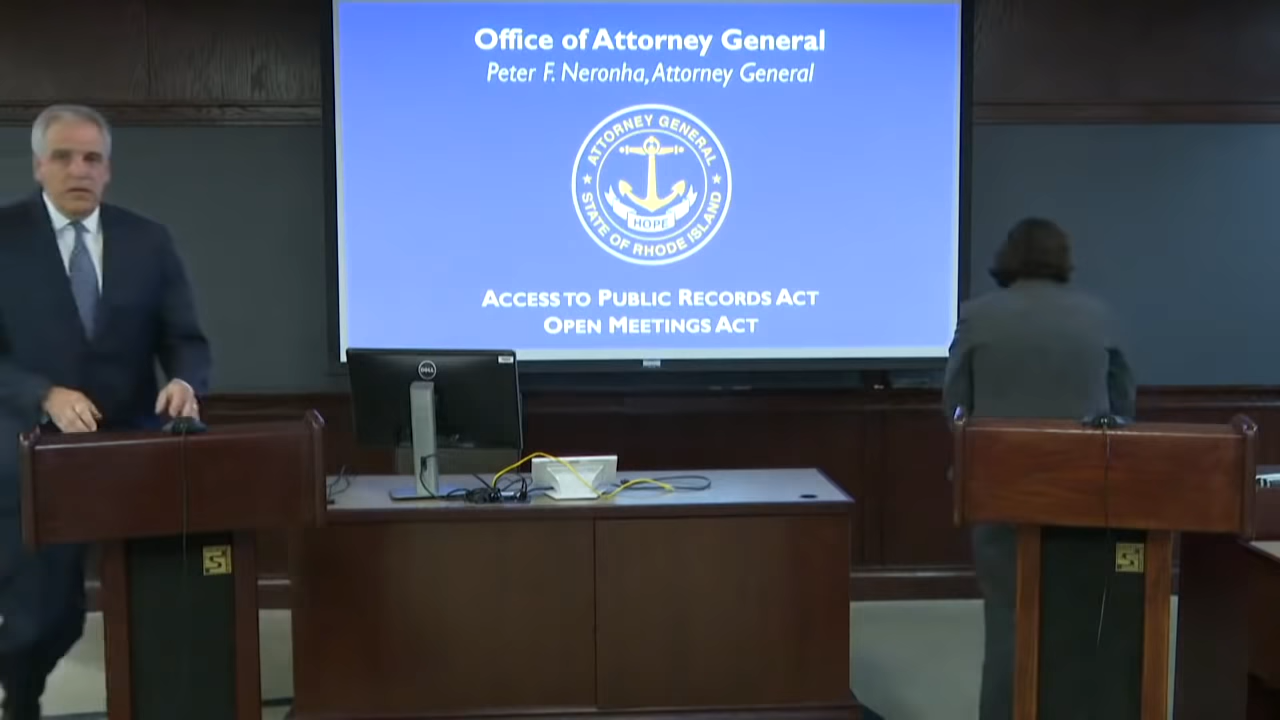 Office of Attorney General
Peter F. Neronha, Attorney General
ATTORNEY GENERAL
STATE OF RHODE ISLAND
HOPE
ACCESS TO PUBLIC RECORDS ACT
OPEN MEETINGS ACT
DELL